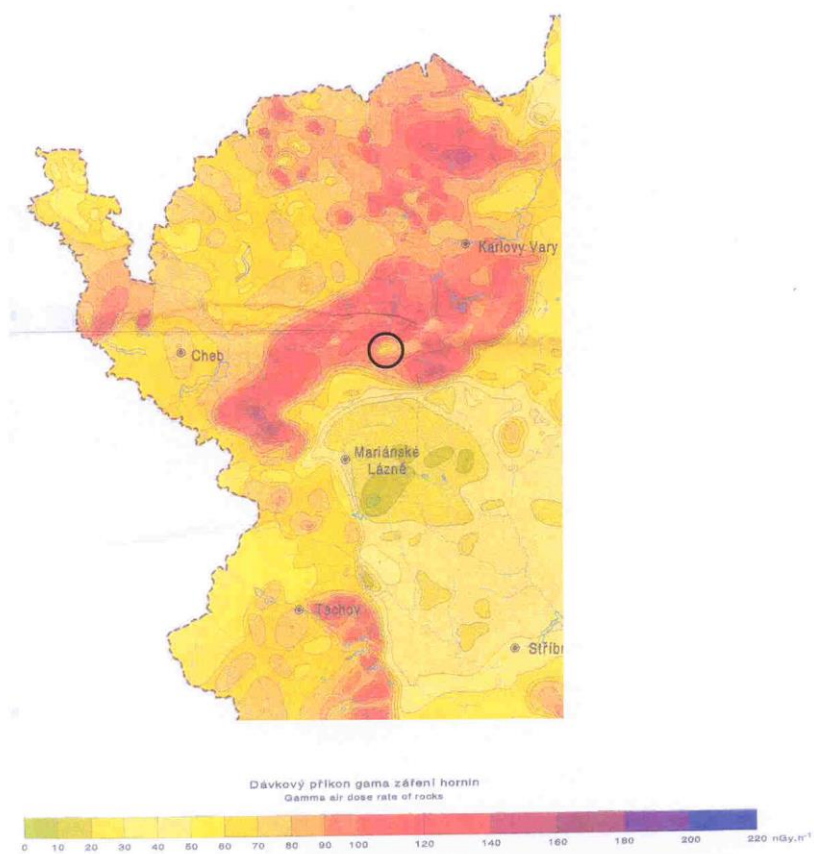 Karlovy Vary
Cheb
Mariánské
Lázně
Tachov
Stříbr
Dávkový příkon gama záření hornin
Gamma air dose rate of rocks
0 10 20 30 40 50 60 70 80 90 100 120 140 160 180 200 220 nGy.h⁻¹